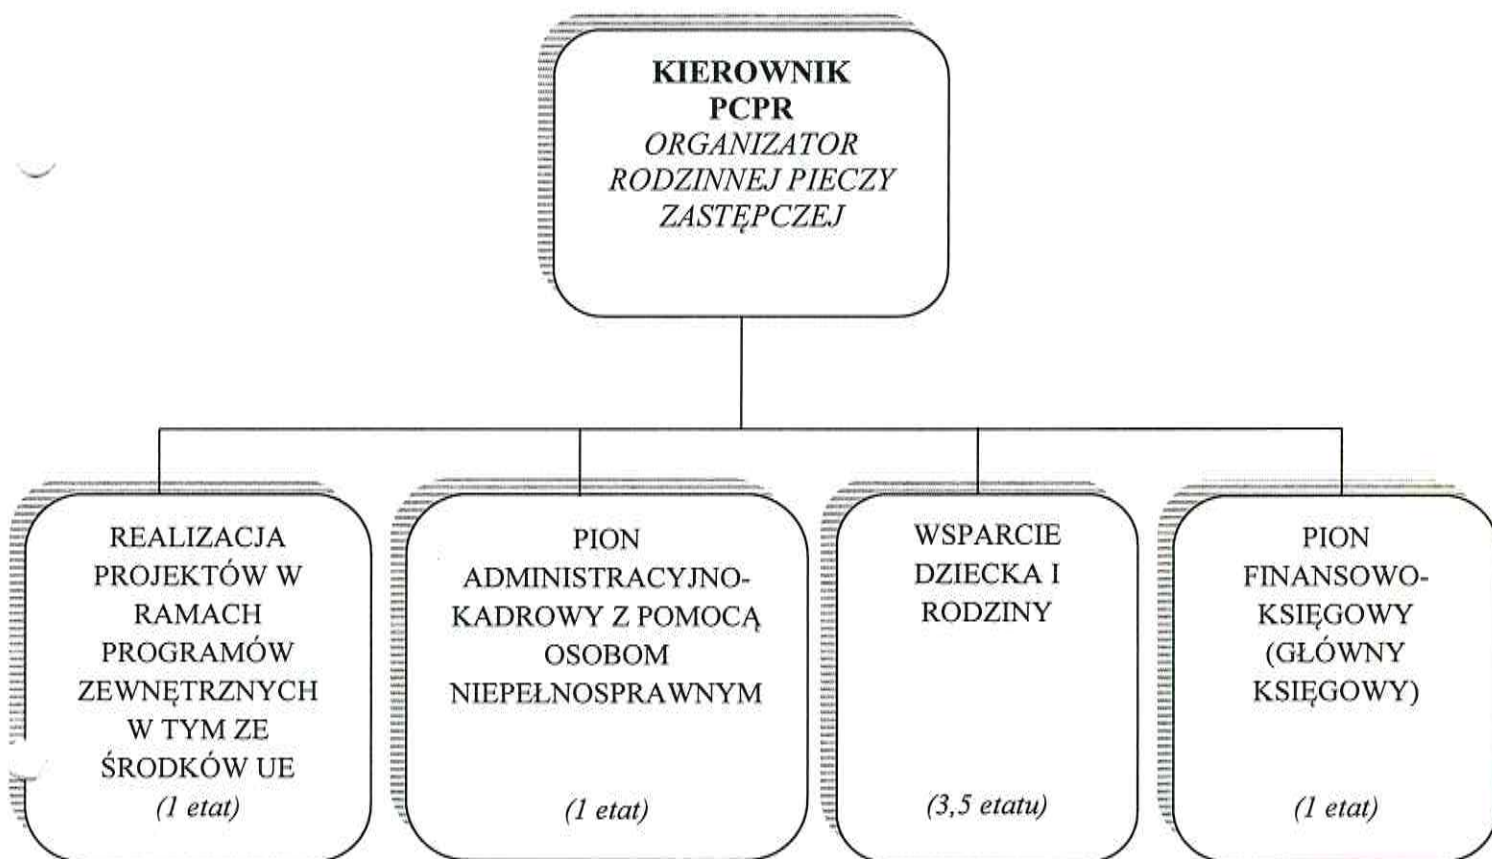 KIEROWNIK
PCPR
ORGANIZATOR
RODZINNEJ PIECZY
ZASTĘPCZEJ
REALIZACJA
PROJEKTÓW W
RAMACH
PROGRAMÓW
ZEWNĘTRZNYCH
W TYM ZE
ŚRODKÓW UE
(1 etat)
PION
ADMINISTRACYJNO-
KADROWY Z POMOCĄ
OSOBOM
NIEPEŁNOSPRAWNYM
(1 etat)
WSPARCIE
DZIECKA I
RODZINY
(3,5 etatu)
PION
FINANSOWO-
KSIĘGOWY
(GŁÓWNY
KSIĘGOWY)
(1 etat)